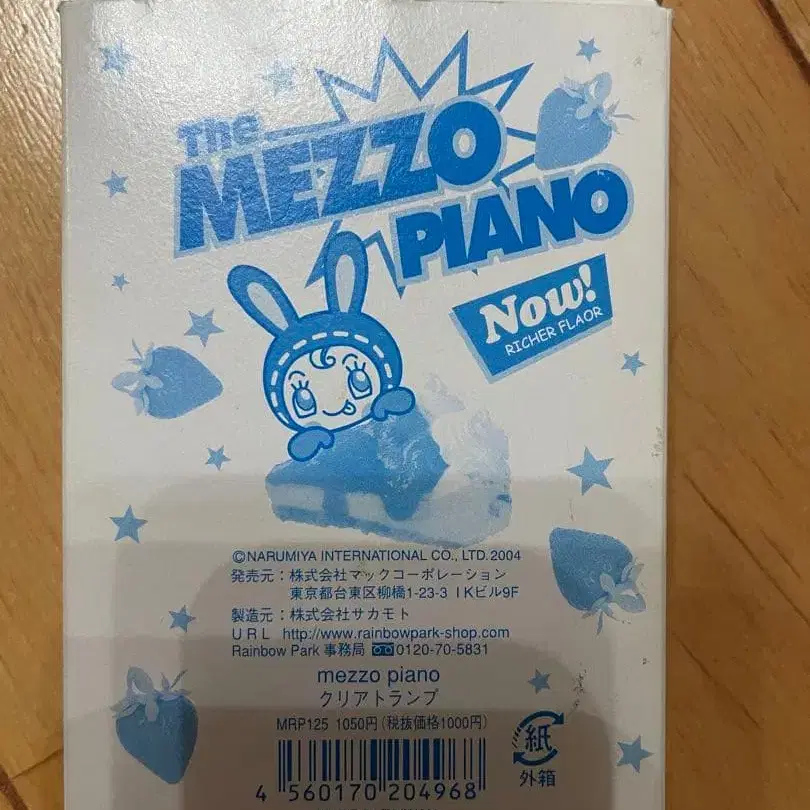 The
MEZZO
PIANO
Now!
RICHER FLAOR
©NARUMIYA INTERNATIONAL CO., LTD. 2004
発売元：株式会社マックコーポレーション
東京都台東区柳橋1-23-3 IKビル9F
製造元：株式会社サカモト
URL http://www.rainbowpark-shop.com
Rainbow Park 事務局 0120-70-5831
mezzo piano
クリアトランプ
MRP125 1050円(税抜価格1000円)
紙
外箱
4 560170 204968